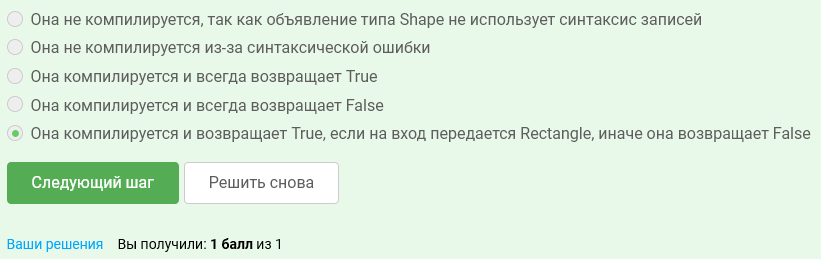 Она не компилируется, так как объявление типа Shape не использует синтаксис записей
Она не компилируется из-за синтаксической ошибки
Она компилируется и всегда возвращает True
Она компилируется и всегда возвращает False
Она компилируется и возвращает True, если на вход передается Rectangle, иначе она возвращает False
Следующий шаг Решить снова
Ваши решения Вы получили: 1 балл из 1